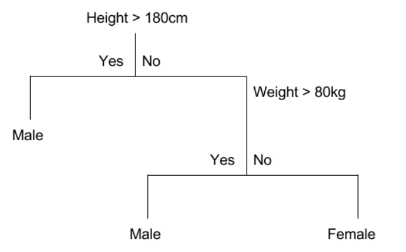 Height > 180cm
Yes No
Weight > 80kg
Male
Yes No
Male Female